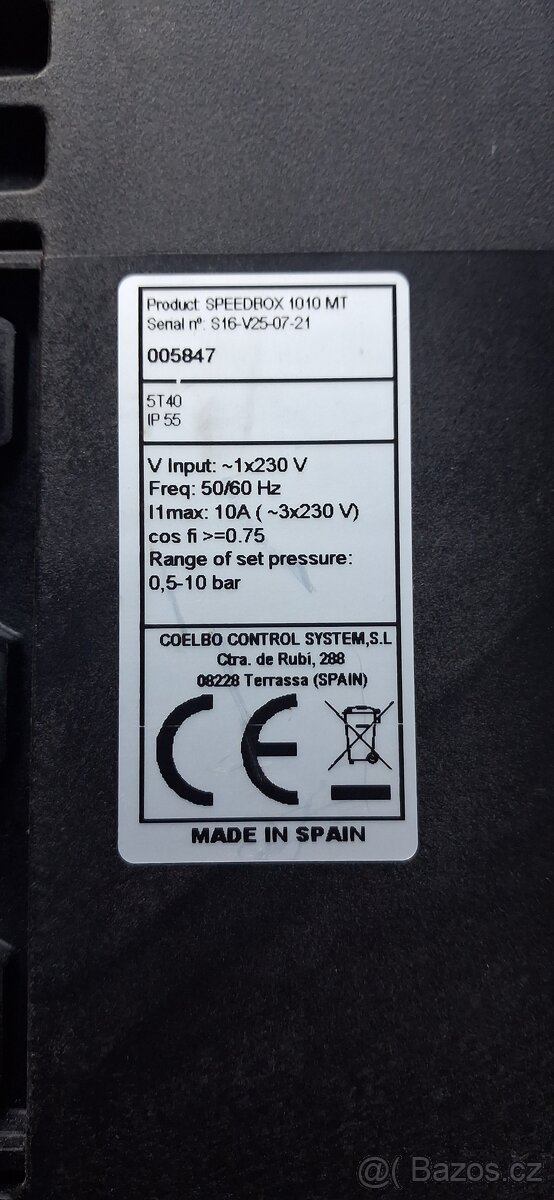 Product: SPEEDBOX 1010 MT
Serial nº: S16-V25-07-21
005847
5T40
IP 55
V Input: ~1x230 V
Freq: 50/60 Hz
I1max: 10A ( ~3x230 V)
cos fi >=0.75
Range of set pressure:
0,5-10 bar
COELBO CONTROL SYSTEM,S.L
Ctra. de Rubí, 288
08228 Terrassa (SPAIN)
CE
MADE IN SPAIN
@( Bazos.cz